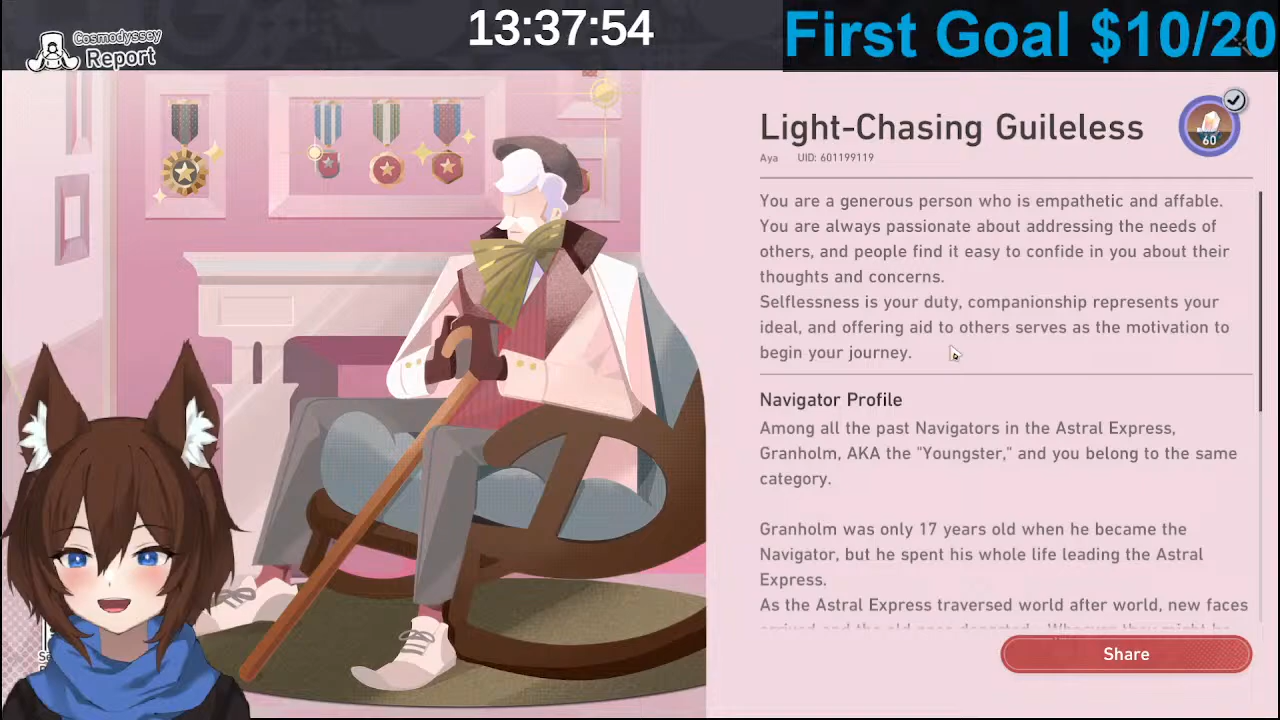 Cosmodyssey
Report
13:37:54
First Goal $10/20
Light-Chasing Guileless
60
Aya UID: 601199119
You are a generous person who is empathetic and affable.
You are always passionate about addressing the needs of
others, and people find it easy to confide in you about their
thoughts and concerns.
Selflessness is your duty, companionship represents your
ideal, and offering aid to others serves as the motivation to
begin your journey.
Navigator Profile
Among all the past Navigators in the Astral Express,
Granholm, AKA the "Youngster," and you belong to the same
category.
Granholm was only 17 years old when he became the
Navigator, but he spent his whole life leading the Astral
Express.
As the Astral Express traversed world after world, new faces
Share